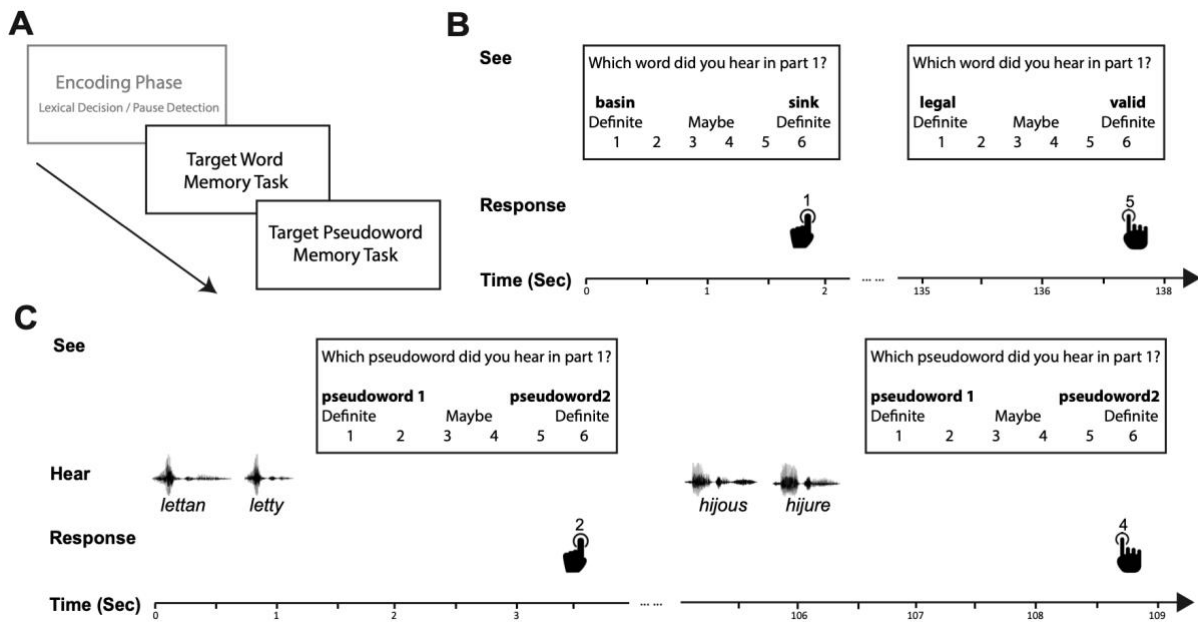 A
Encoding Phase
Lexical Decision / Pause Detection
Target Word
Memory Task
Target Pseudoword
Memory Task
B
See
Which word did you hear in part 1?
basin sink
Definite Maybe Definite
1 2 3 4 5 6
Which word did you hear in part 1?
legal valid
Definite Maybe Definite
1 2 3 4 5 6
Response
1 5
Time (Sec)
0 1 2 ... ... 135 136 138
C
See
Which pseudoword did you hear in part 1?
pseudoword 1 pseudoword2
Definite Maybe Definite
1 2 3 4 5 6
Which pseudoword did you hear in part 1?
pseudoword 1 pseudoword2
Definite Maybe Definite
1 2 3 4 5 6
Hear
lettan letty hijous hijure
Response
2 4
Time (Sec)
0 1 2 3 ... ... 106 107 108 109